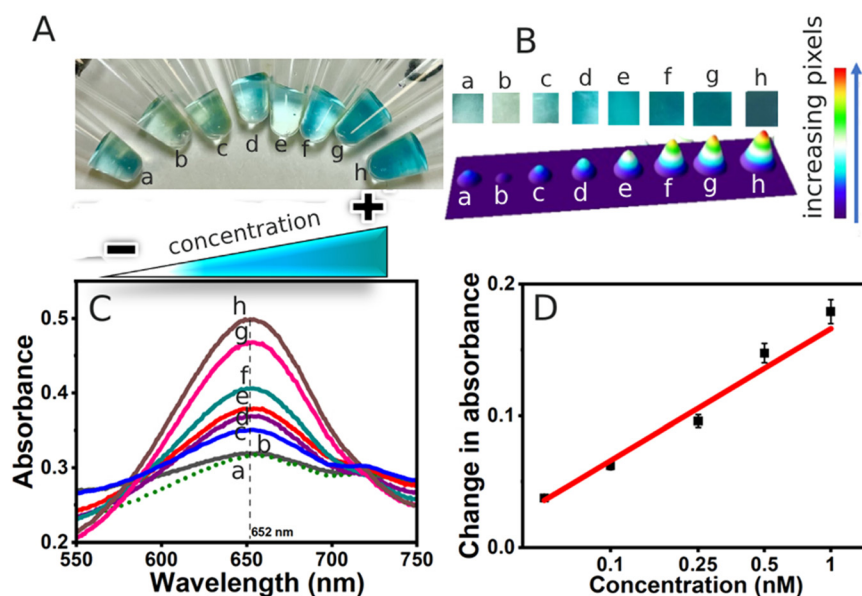 A
a b c d e f g h
− concentration +
B
a b c d e f g h
a b c d e f g h
increasing pixels
C
Absorbance
0.5
0.4
0.3
0.2
h
g
f
e
d
c
b
a
652 nm
550 600 650 700 750
Wavelength (nm)
D
Change in absorbance
0.2
0.1
0.0
0.1 0.25 0.5 1
Concentration (nM)